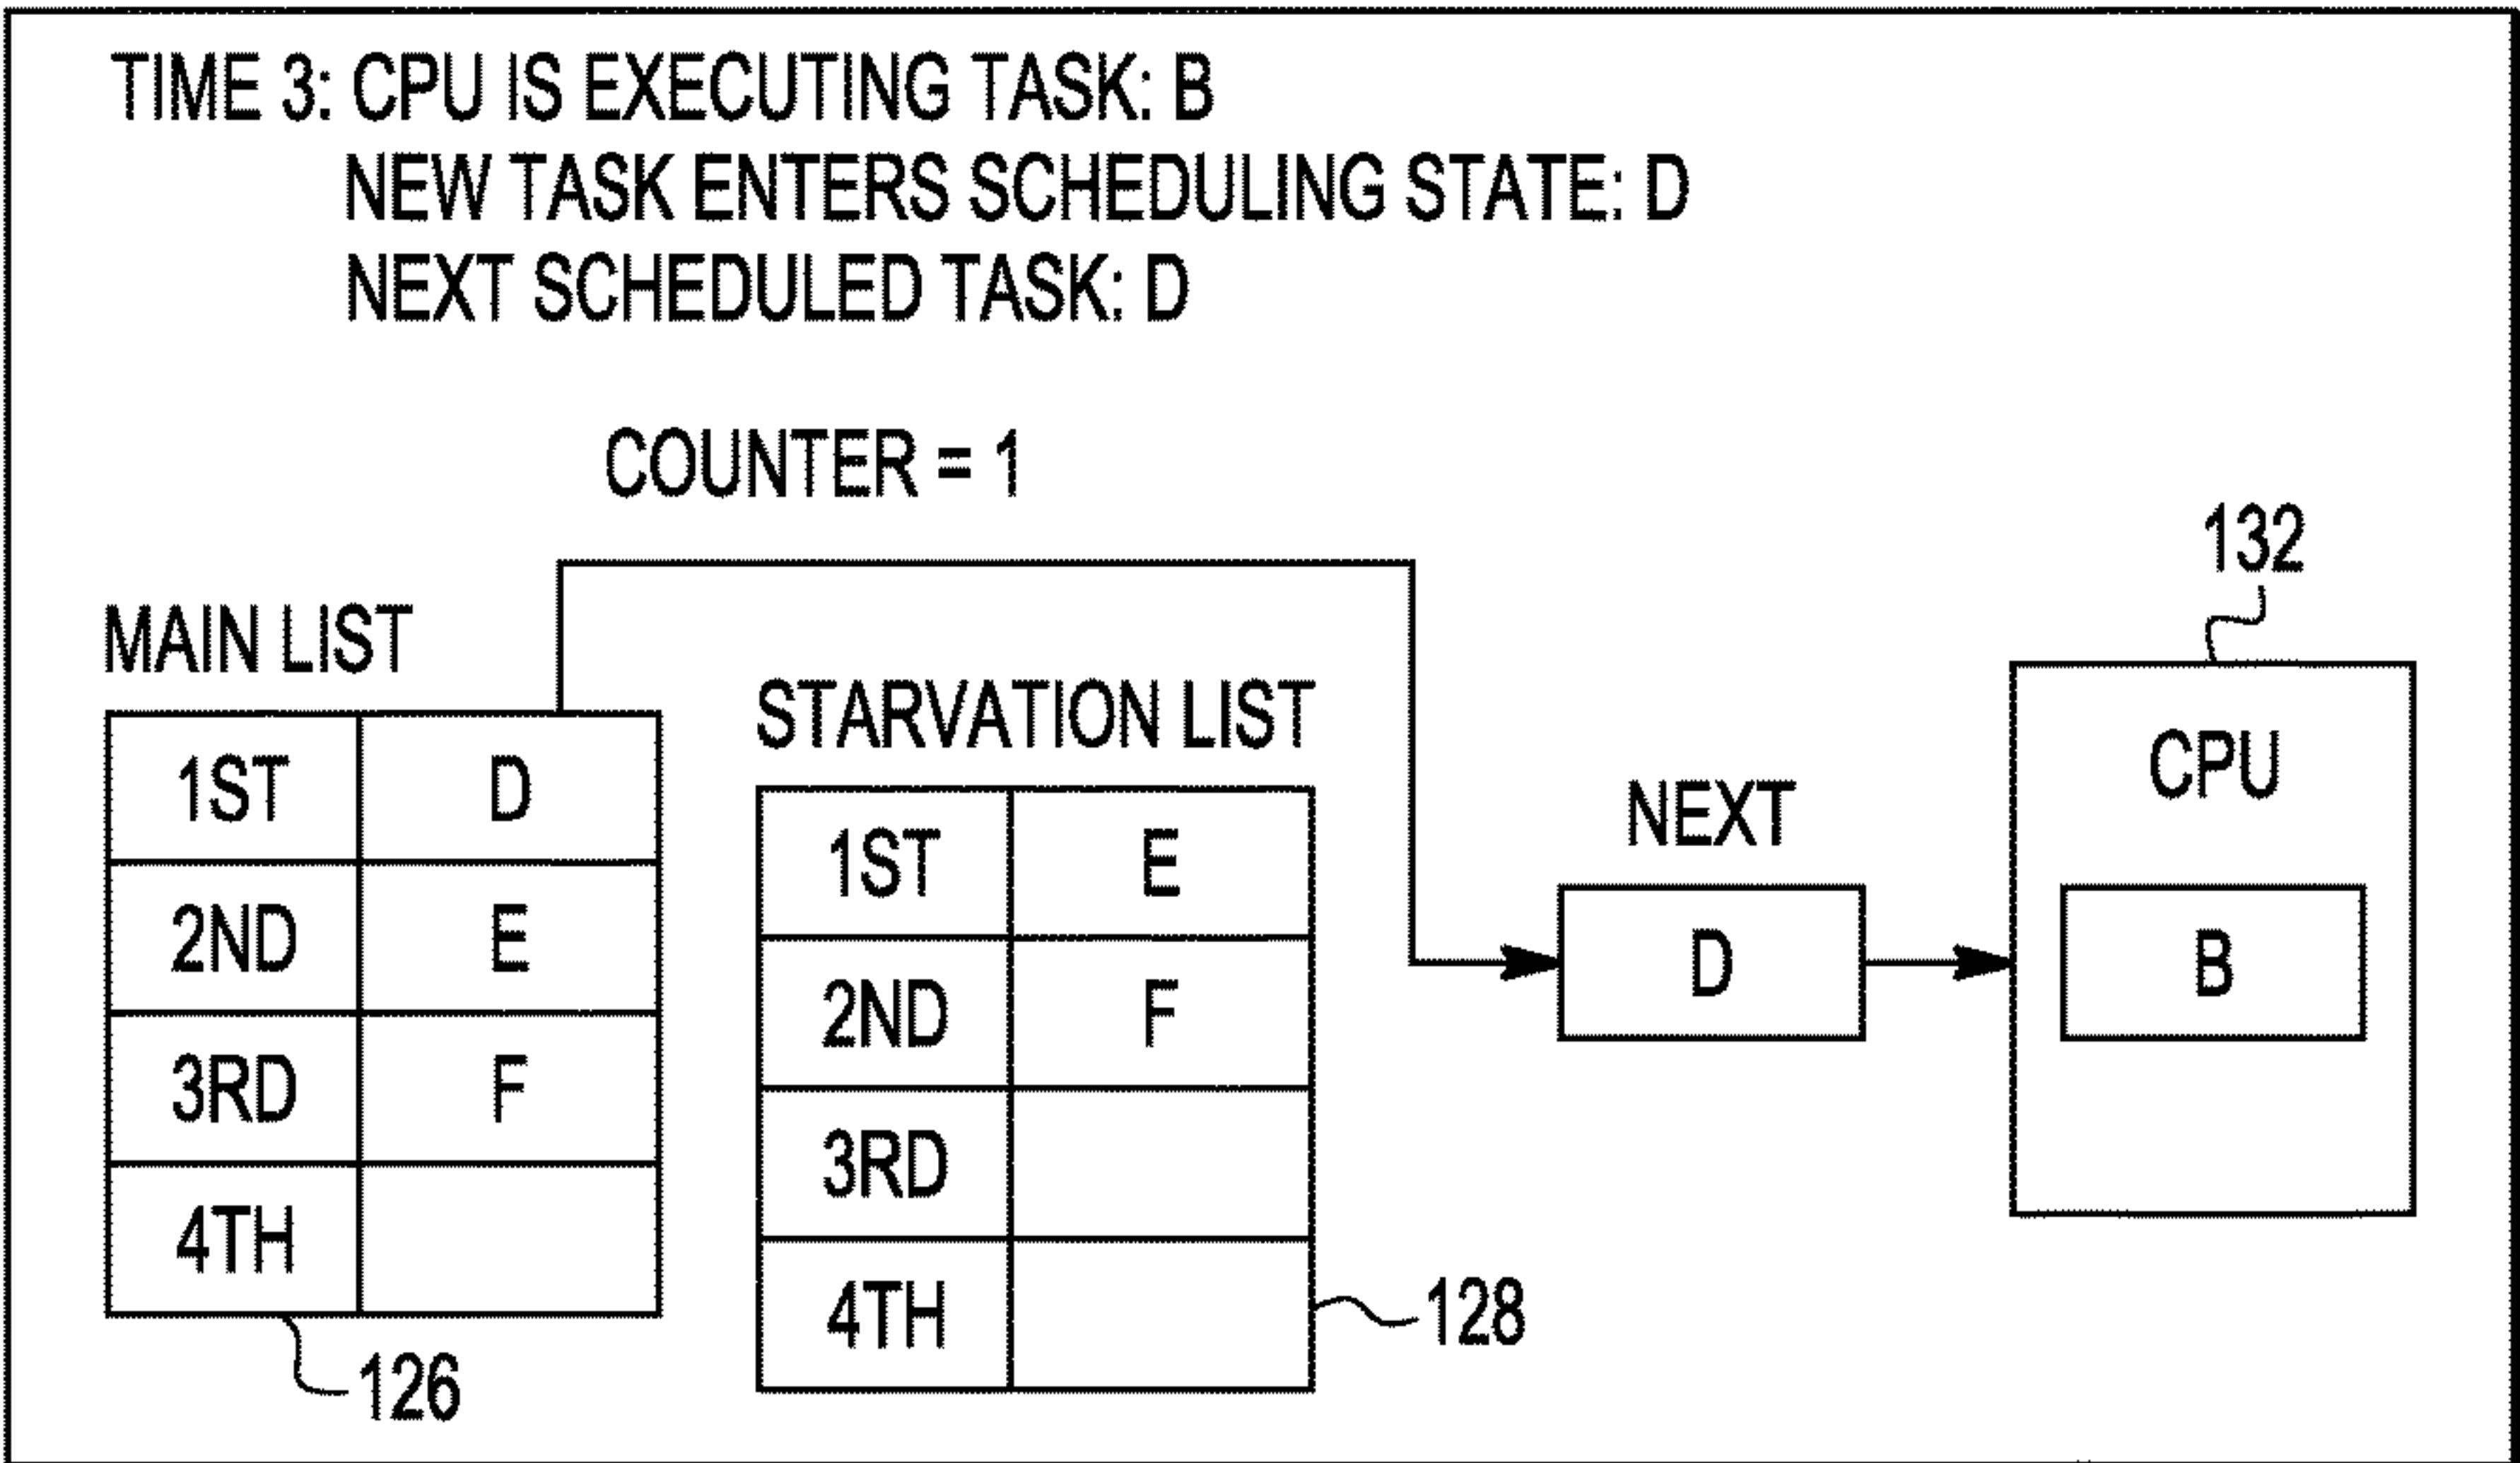 TIME 3: CPU IS EXECUTING TASK: B
NEW TASK ENTERS SCHEDULING STATE: D
NEXT SCHEDULED TASK: D
COUNTER = 1
132
MAIN LIST
1ST D
2ND E
3RD F
4TH
126
STARVATION LIST
1ST E
2ND F
3RD
4TH
128
NEXT
D
CPU
B